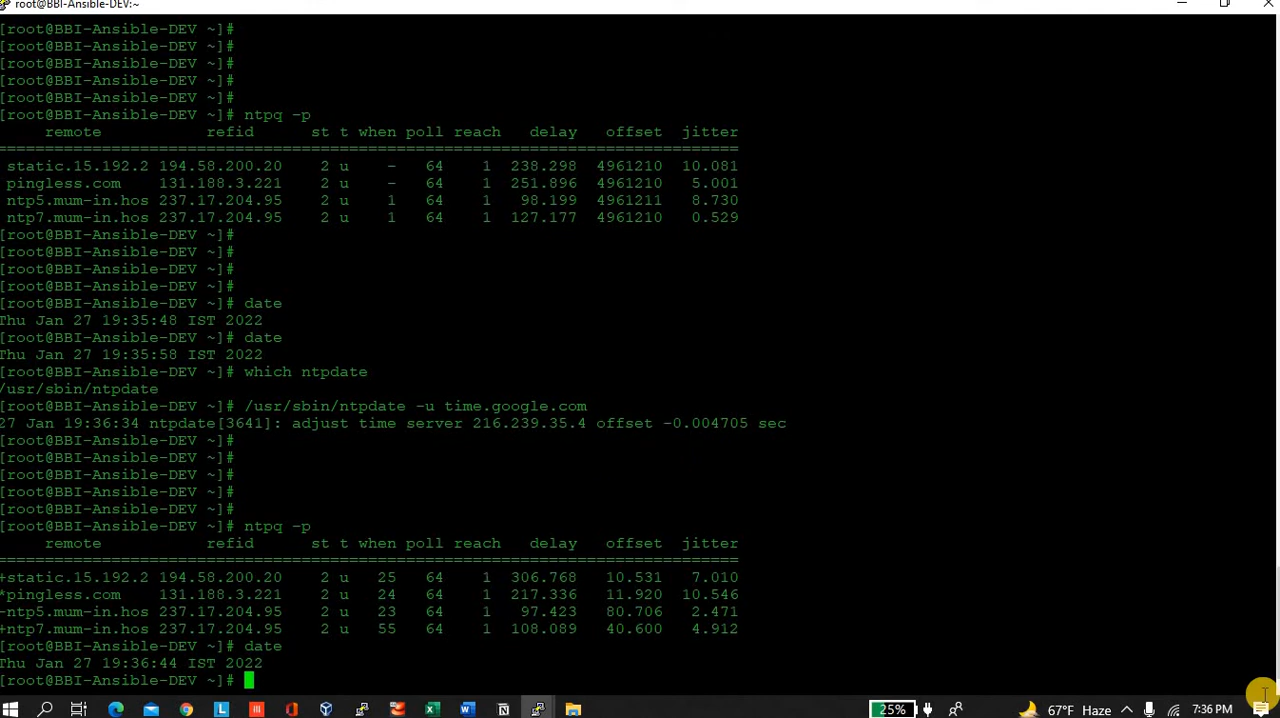 root@BBI-Ansible-DEV:~
[root@BBI-Ansible-DEV ~]#
[root@BBI-Ansible-DEV ~]#
[root@BBI-Ansible-DEV ~]#
[root@BBI-Ansible-DEV ~]#
[root@BBI-Ansible-DEV ~]#
[root@BBI-Ansible-DEV ~]# ntpq -p
remote refid st t when poll reach delay offset jitter
==============================================================================
static.15.192.2 194.58.200.20 2 u - 64 1 238.298 4961210 10.081
pingless.com 131.188.3.221 2 u - 64 1 251.896 4961210 5.001
ntp5.mum-in.hos 237.17.204.95 2 u 1 64 1 98.199 4961211 8.730
ntp7.mum-in.hos 237.17.204.95 2 u 1 64 1 127.177 4961210 0.529
[root@BBI-Ansible-DEV ~]#
[root@BBI-Ansible-DEV ~]#
[root@BBI-Ansible-DEV ~]#
[root@BBI-Ansible-DEV ~]#
[root@BBI-Ansible-DEV ~]# date
Thu Jan 27 19:35:48 IST 2022
[root@BBI-Ansible-DEV ~]# date
Thu Jan 27 19:35:58 IST 2022
[root@BBI-Ansible-DEV ~]# which ntpdate
/usr/sbin/ntpdate
[root@BBI-Ansible-DEV ~]# /usr/sbin/ntpdate -u time.google.com
27 Jan 19:36:34 ntpdate[3641]: adjust time server 216.239.35.4 offset -0.004705 sec
[root@BBI-Ansible-DEV ~]#
[root@BBI-Ansible-DEV ~]#
[root@BBI-Ansible-DEV ~]#
[root@BBI-Ansible-DEV ~]#
[root@BBI-Ansible-DEV ~]#
[root@BBI-Ansible-DEV ~]# ntpq -p
remote refid st t when poll reach delay offset jitter
==============================================================================
+static.15.192.2 194.58.200.20 2 u 25 64 1 306.768 10.531 7.010
*pingless.com 131.188.3.221 2 u 24 64 1 217.336 11.920 10.546
-ntp5.mum-in.hos 237.17.204.95 2 u 23 64 1 97.423 80.706 2.471
+ntp7.mum-in.hos 237.17.204.95 2 u 55 64 1 108.089 40.600 4.912
[root@BBI-Ansible-DEV ~]# date
Thu Jan 27 19:36:44 IST 2022
[root@BBI-Ansible-DEV ~]#
25% 67°F Haze 7:36 PM